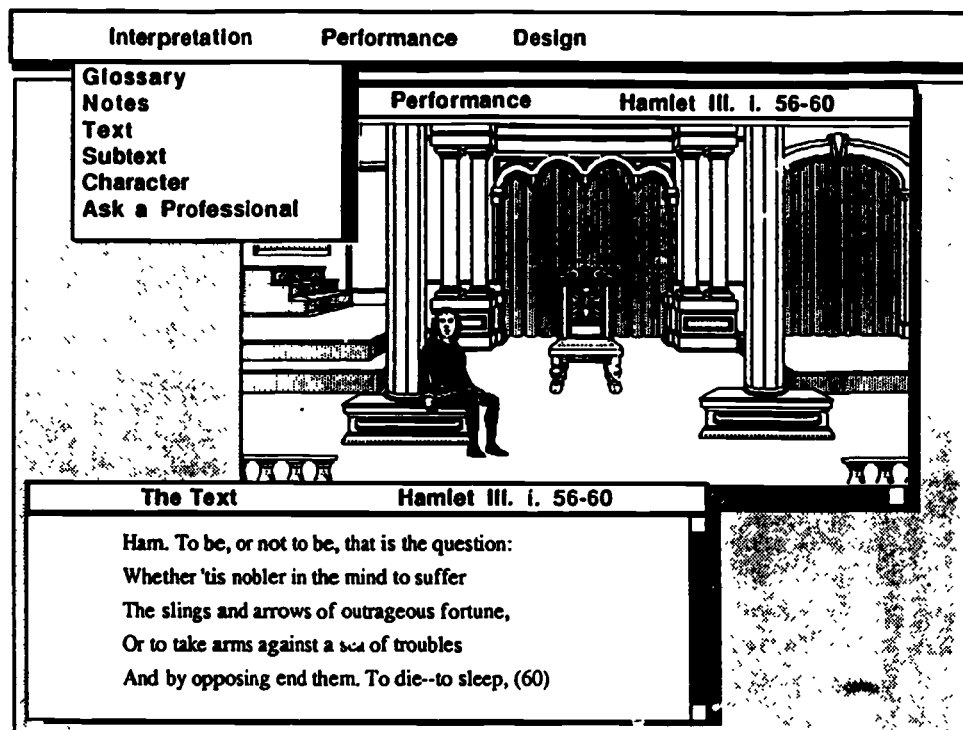 Interpretation Performance Design
Glossary
Notes
Text
Subtext
Character
Ask a Professional
Performance Hamlet III. i. 56-60
The Text Hamlet III. i. 56-60
Ham. To be, or not to be, that is the question:
Whether 'tis nobler in the mind to suffer
The slings and arrows of outrageous fortune,
Or to take arms against a sea of troubles
And by opposing end them. To die--to sleep, (60)